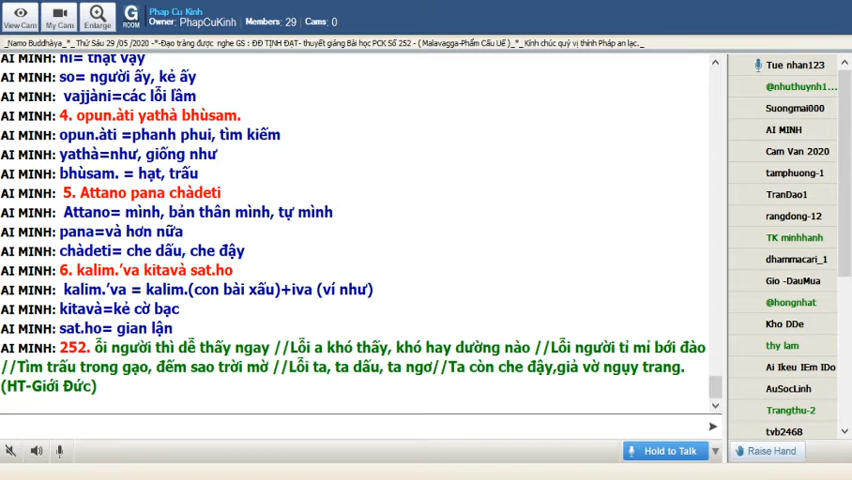 Phap Cu Kinh
Owner: PhapCuKinh Members: 29 Cams: 0
View Cam
My Cam
Enlarge
G
ROOM
_Namo Buddhàya_*_ Thứ Sáu 29 /05 /2020 -*-Đạo tràng được nghe GS : ĐĐ TỊNH ĐẠT- thuyết giảng Bài học PCK Số 252 - ( Malavagga-Phẩm Cấu Uế )_*_ Kính chúc quý vị thính Pháp an lạc._
AI MINH: hi= thật vậy
AI MINH: so= người ấy, kẻ ấy
AI MINH: vajjàni=các lỗi lầm
AI MINH: 4. opun.àti yathà bhùsam.
AI MINH: opun.àti =phanh phui, tìm kiếm
AI MINH: yathà=như, giống như
AI MINH: bhùsam. = hạt, trấu
AI MINH: 5. Attano pana chàdeti
AI MINH: Attano= mình, bản thân mình, tự mình
AI MINH: pana=và hơn nữa
AI MINH: chàdeti= che dấu, che đậy
AI MINH: 6. kalim.'va kitavà sat.ho
AI MINH: kalim.'va = kalim.(con bài xấu)+iva (ví như)
AI MINH: kitavà=kẻ cờ bạc
AI MINH: sat.ho= gian lận
AI MINH: 252. ỗi người thì dễ thấy ngay //Lỗi a khó thấy, khó hay dường nào //Lỗi người tỉ mỉ bới đào
//Tìm trấu trong gạo, đếm sao trời mờ //Lỗi ta, ta dấu, ta ngơ//Ta còn che đậy,giả vờ ngụy trang.
(HT-Giới Đức)
Tue nhan123
@nhuthuynh1...
Suongmai000
AI MINH
Cam Van 2020
tamphuong-1
TranDao1
rangdong-12
TK minhhanh
dhammacari_1
Gio -DauMua
@hongnhat
Kho DDe
thy lam
Ai Ikeu IEm IDo
AuSocLinh
Trangthu-2
tvb2468
Hold to Talk
Raise Hand